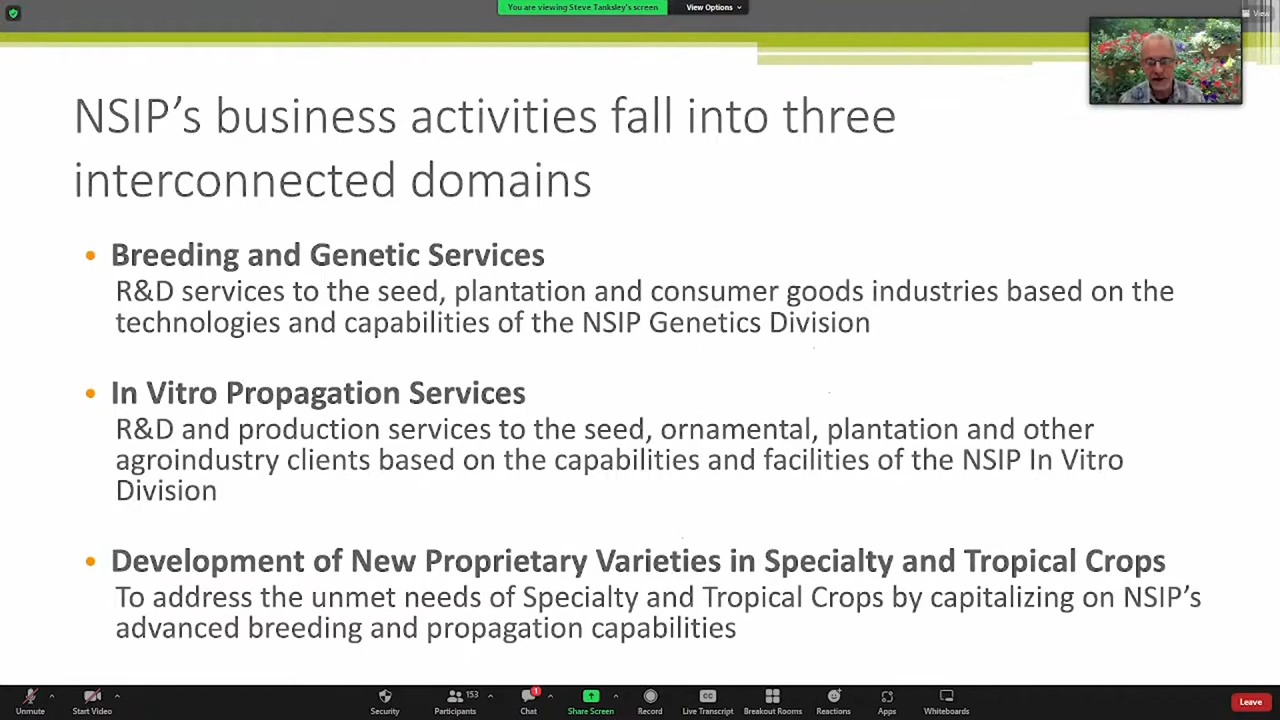 You are viewing Steve Tanksley's screen
View Options
View
NSIP's business activities fall into three
interconnected domains
• Breeding and Genetic Services
R&D services to the seed, plantation and consumer goods industries based on the
technologies and capabilities of the NSIP Genetics Division
• In Vitro Propagation Services
R&D and production services to the seed, ornamental, plantation and other
agroindustry clients based on the capabilities and facilities of the NSIP In Vitro
Division
• Development of New Proprietary Varieties in Specialty and Tropical Crops
To address the unmet needs of Specialty and Tropical Crops by capitalizing on NSIP's
advanced breeding and propagation capabilities
Unmute
Start Video
Security
153
Participants
1
Chat
Share Screen
Record
CC
Live Transcript
Breakout Rooms
Reactions
Apps
Whiteboards
Leave